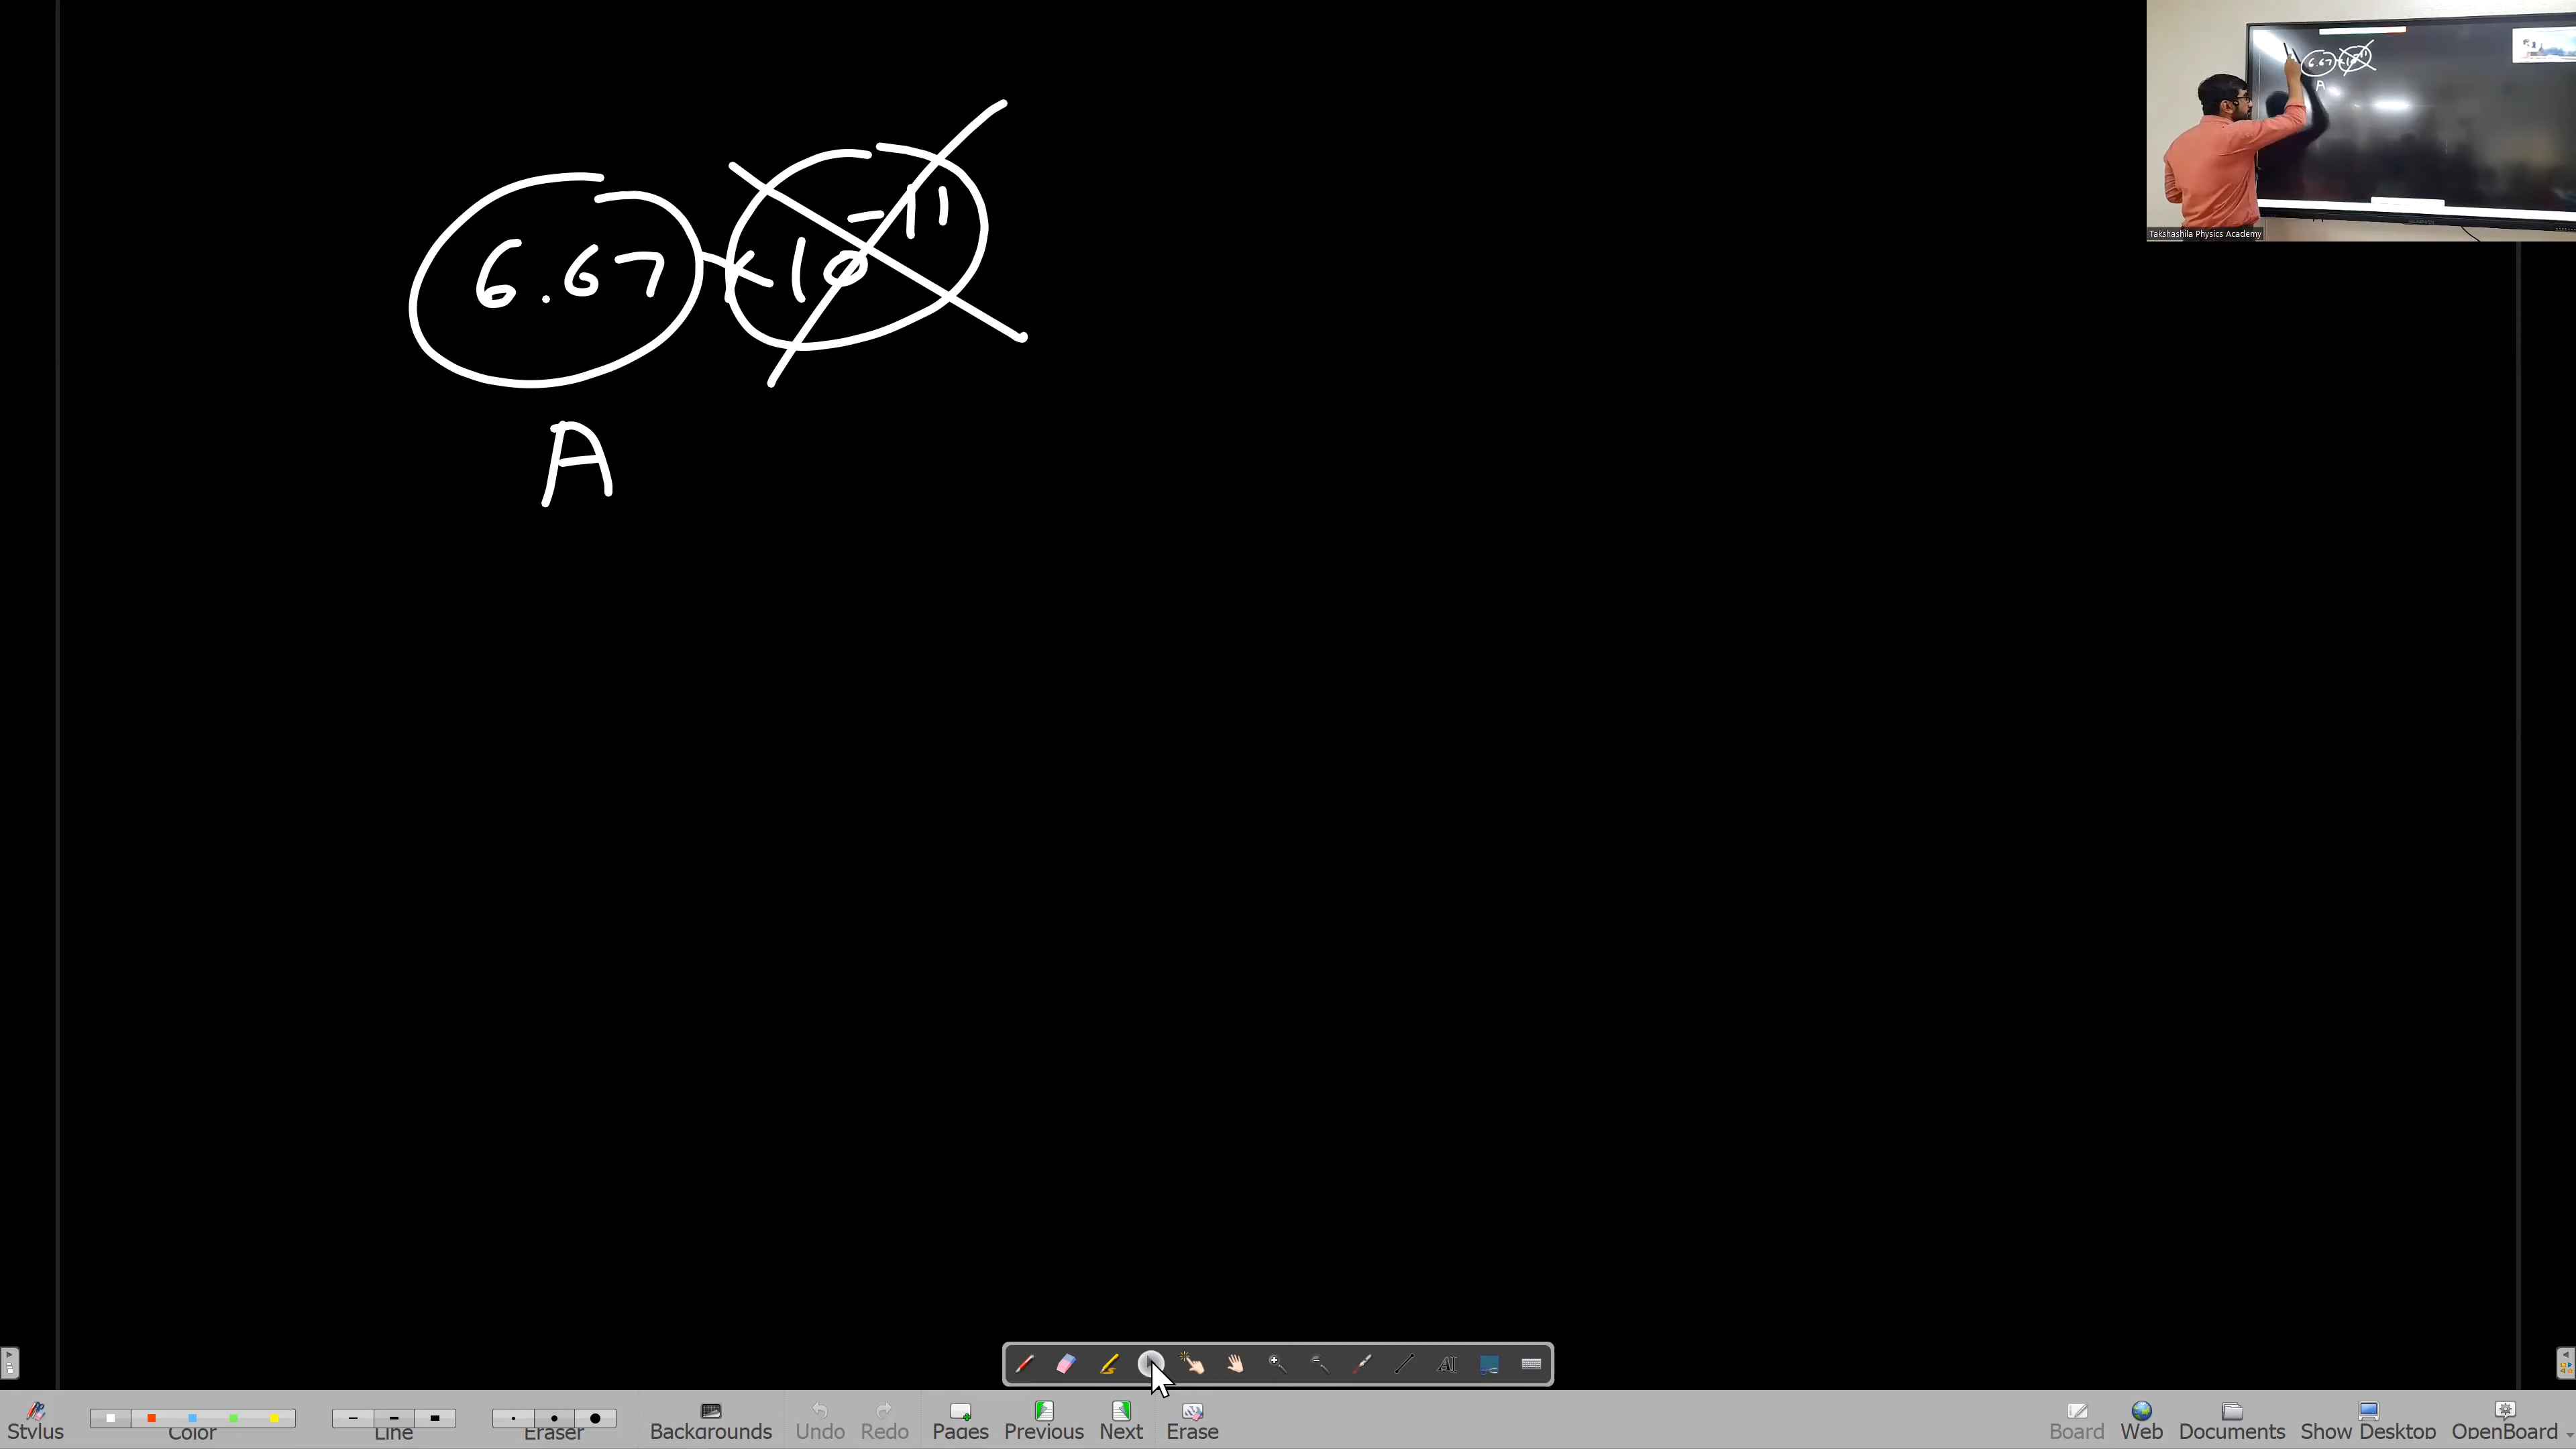 6.67 × 10⁻¹¹
A
Takshashila Physics Academy
Stylus
Color
Line
Eraser
Backgrounds
Undo
Redo
Pages
Previous
Next
Erase
Board
Web
Documents
Show Desktop
OpenBoard